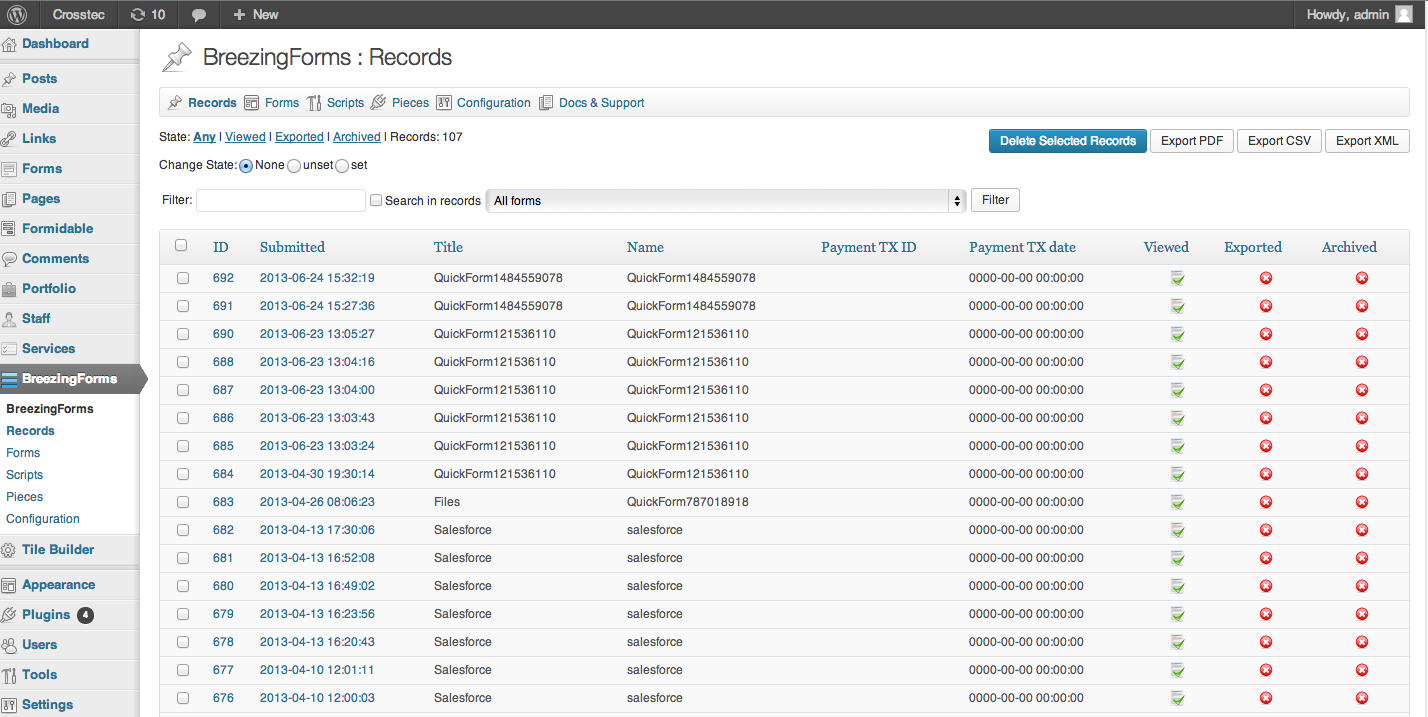 Crosstec 10 New Howdy, admin
Dashboard
Posts
Media
Links
Forms
Pages
Formidable
Comments
Portfolio
Staff
Services
BreezingForms
BreezingForms
Records
Forms
Scripts
Pieces
Configuration
Tile Builder
Appearance
Plugins 4
Users
Tools
Settings
BreezingForms : Records
Records Forms Scripts Pieces Configuration Docs & Support
State: Any | Viewed | Exported | Archived | Records: 107
Delete Selected Records Export PDF Export CSV Export XML
Change State: None unset set
Filter: Search in records All forms Filter
ID Submitted Title Name Payment TX ID Payment TX date Viewed Exported Archived
692 2013-06-24 15:32:19 QuickForm1484559078 QuickForm1484559078 0000-00-00 00:00:00
691 2013-06-24 15:27:36 QuickForm1484559078 QuickForm1484559078 0000-00-00 00:00:00
690 2013-06-23 13:05:27 QuickForm121536110 QuickForm121536110 0000-00-00 00:00:00
688 2013-06-23 13:04:16 QuickForm121536110 QuickForm121536110 0000-00-00 00:00:00
687 2013-06-23 13:04:00 QuickForm121536110 QuickForm121536110 0000-00-00 00:00:00
686 2013-06-23 13:03:43 QuickForm121536110 QuickForm121536110 0000-00-00 00:00:00
685 2013-06-23 13:03:24 QuickForm121536110 QuickForm121536110 0000-00-00 00:00:00
684 2013-04-30 19:30:14 QuickForm121536110 QuickForm121536110 0000-00-00 00:00:00
683 2013-04-26 08:06:23 Files QuickForm787018918 0000-00-00 00:00:00
682 2013-04-13 17:30:06 Salesforce salesforce 0000-00-00 00:00:00
681 2013-04-13 16:52:08 Salesforce salesforce 0000-00-00 00:00:00
680 2013-04-13 16:49:02 Salesforce salesforce 0000-00-00 00:00:00
679 2013-04-13 16:23:56 Salesforce salesforce 0000-00-00 00:00:00
678 2013-04-13 16:20:43 Salesforce salesforce 0000-00-00 00:00:00
677 2013-04-10 12:01:11 Salesforce salesforce 0000-00-00 00:00:00
676 2013-04-10 12:00:03 Salesforce salesforce 0000-00-00 00:00:00